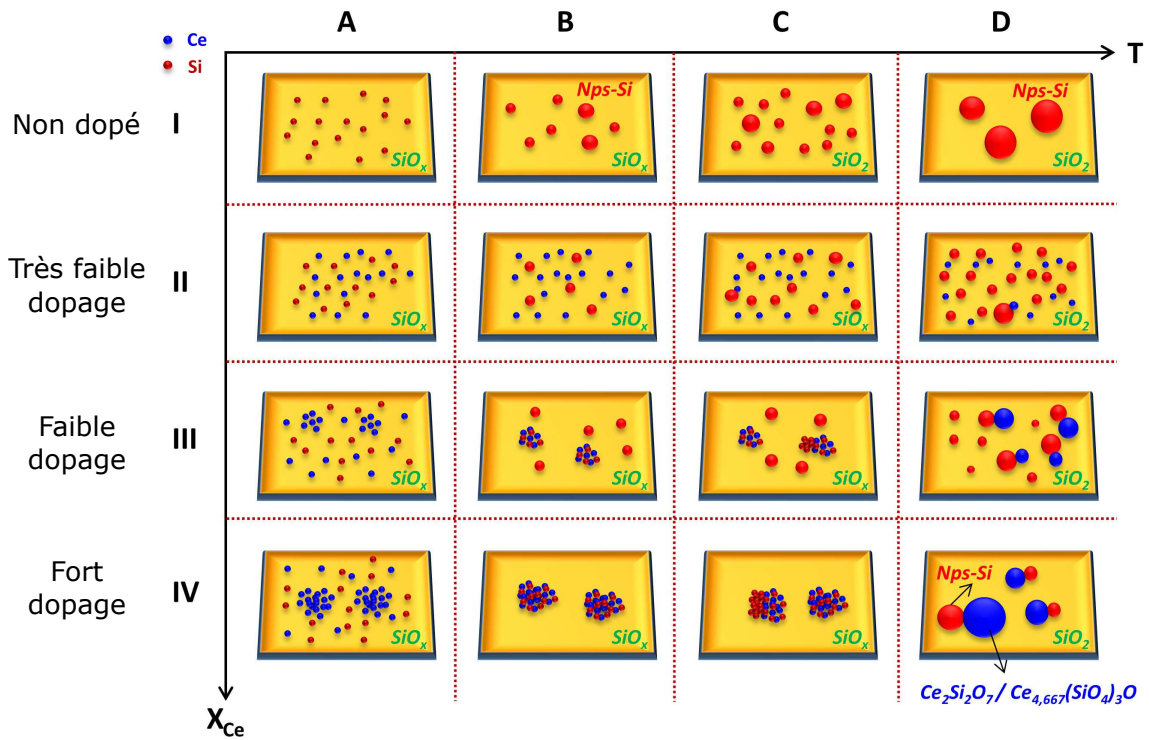 A B C D
Ce
Si
T
Non dopé I
Nps-Si Nps-Si
SiOₓ SiOₓ SiO₂ SiO₂
Très faible
dopage
II
SiOₓ SiOₓ SiOₓ SiO₂
Faible
dopage
III
SiOₓ SiOₓ SiOₓ SiO₂
Fort
dopage
IV
Nps-Si
SiOₓ SiOₓ SiOₓ SiO₂
Ce₂Si₂O₇ / Ce₄,₆₆₇(SiO₄)₃O
X_Ce